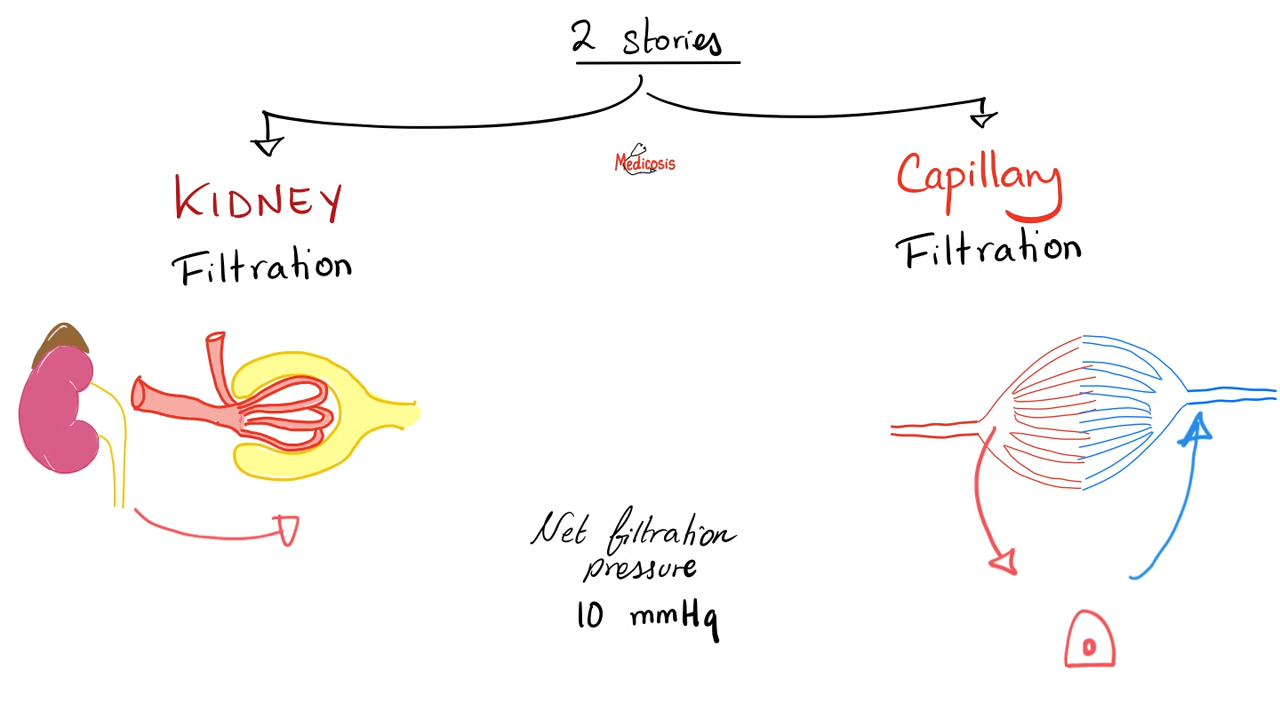 2 stories
Medicosis
KIDNEY
Filtration
Capillary
Filtration
Net filtration
pressure
10 mmHg